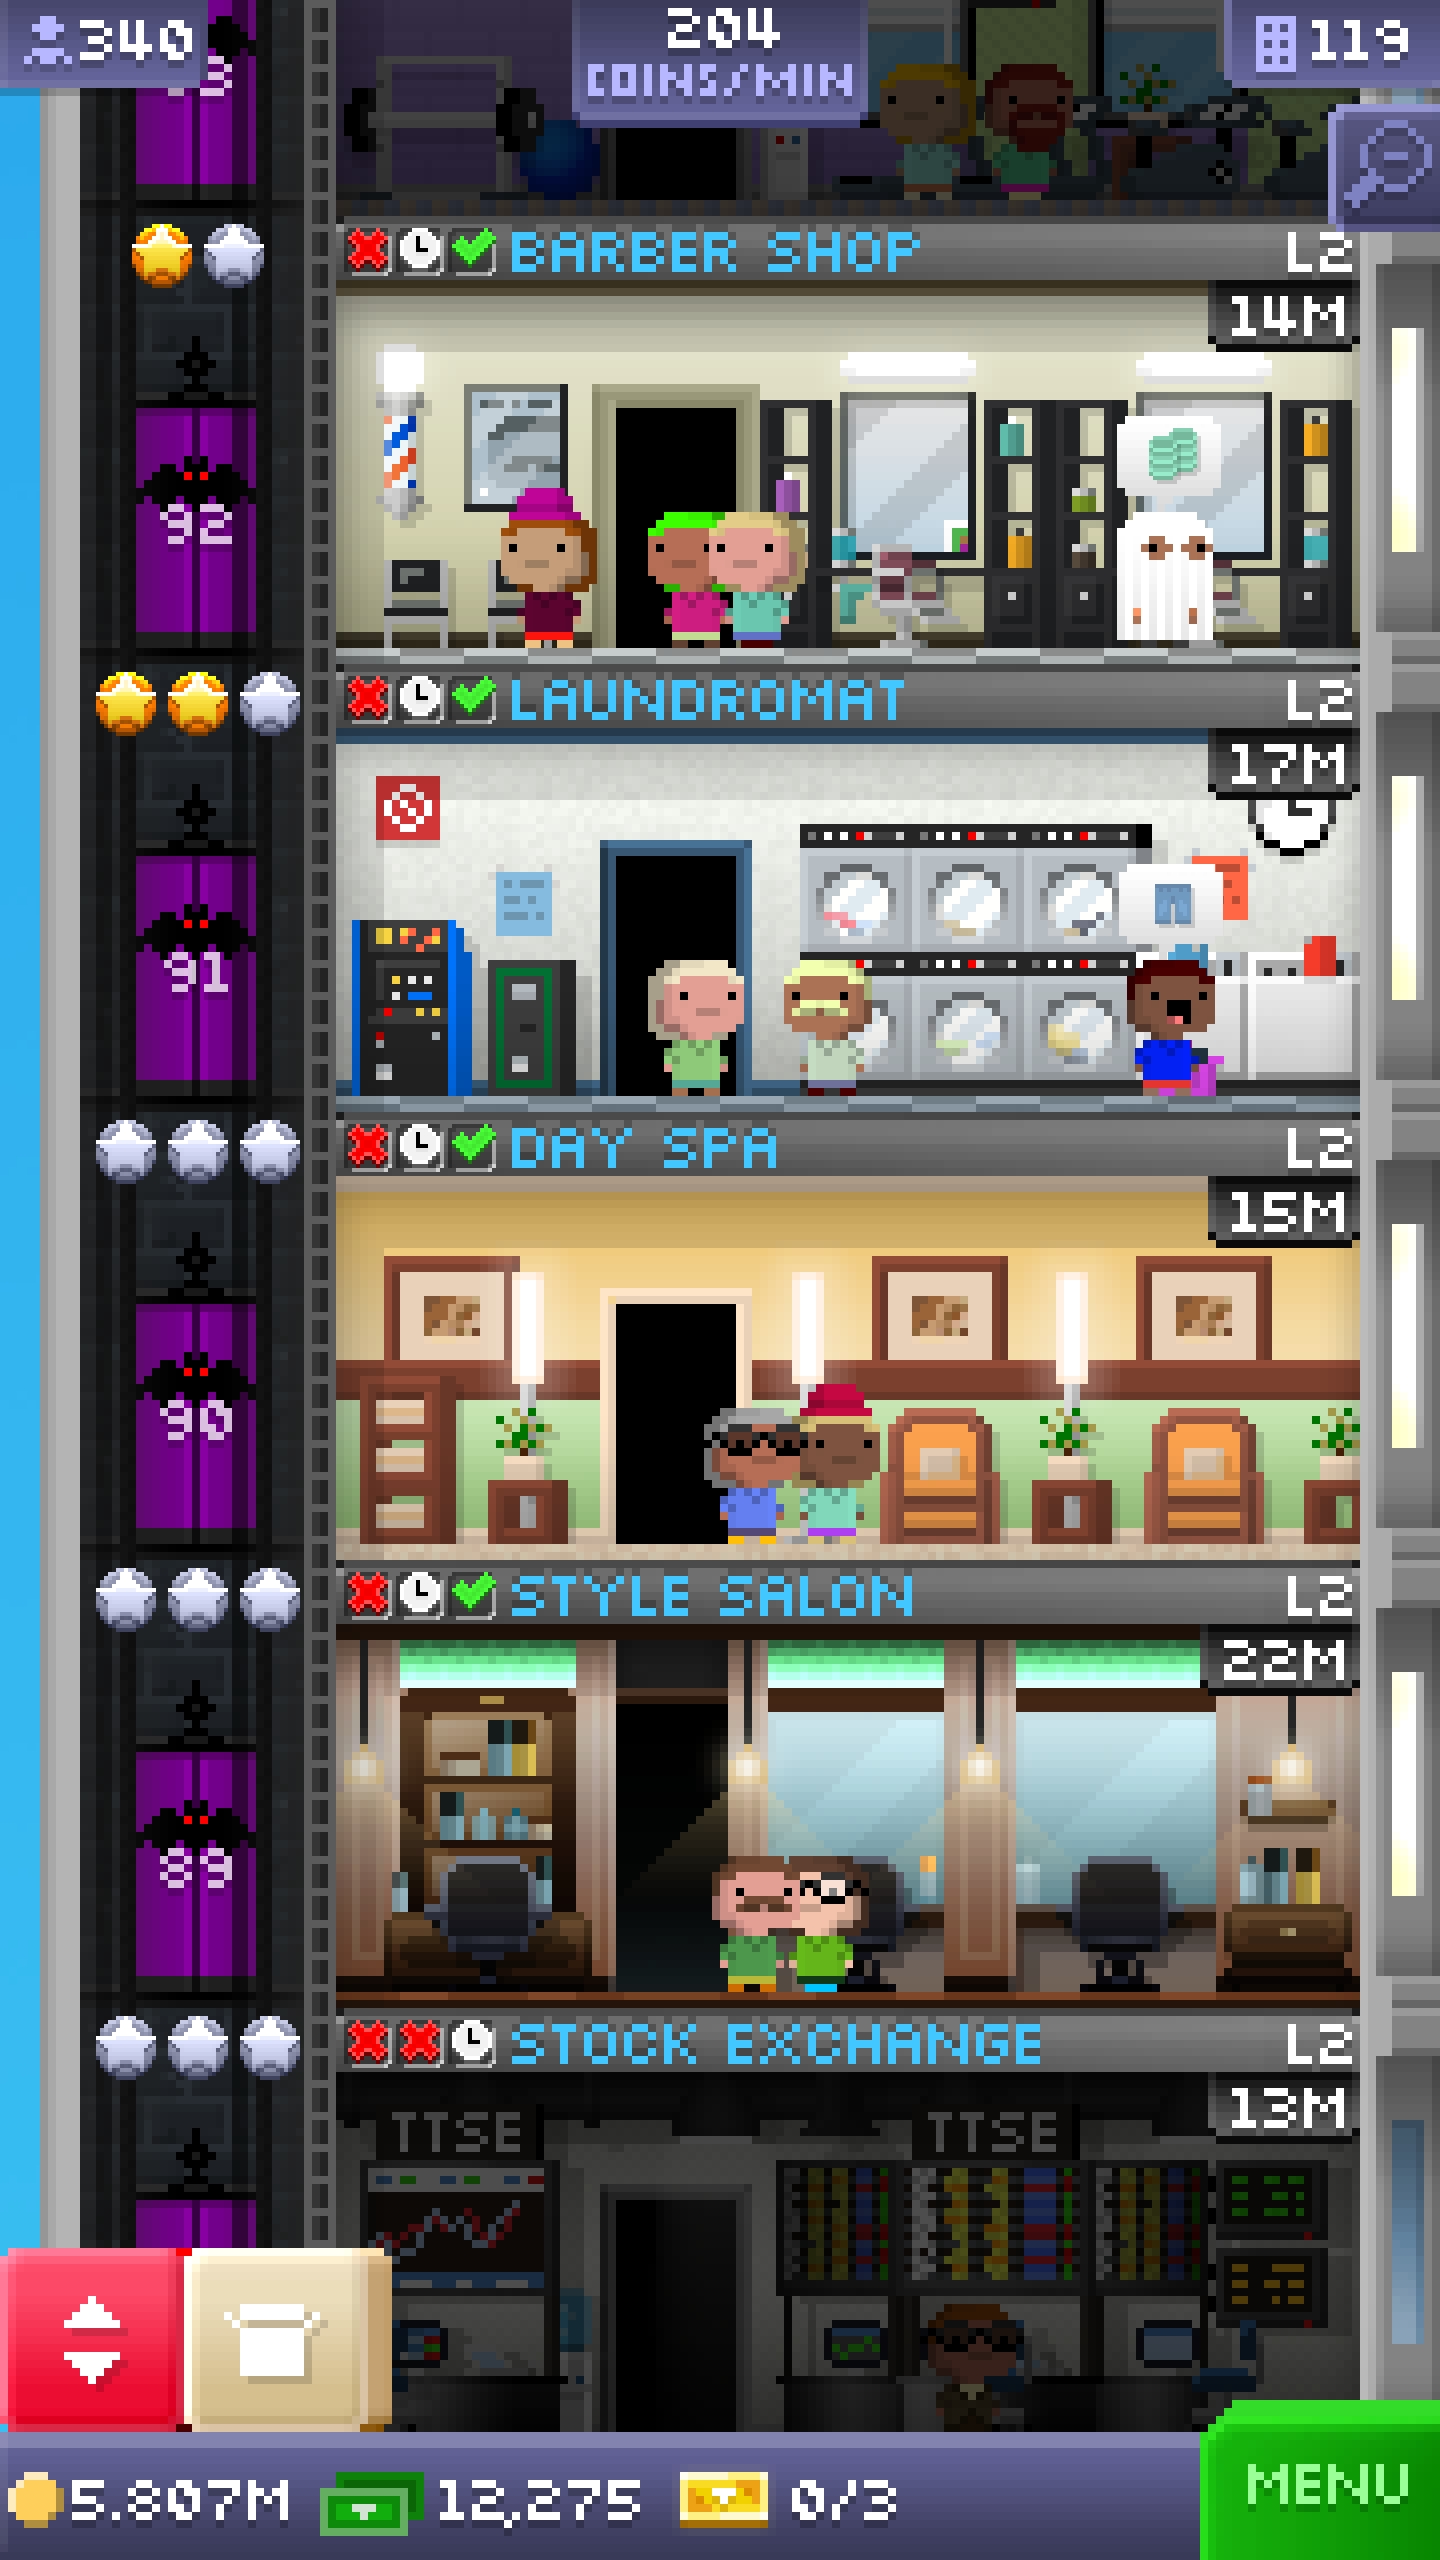 340
204
COINS/MIN
119
BARBER SHOP L2
14M
92
LAUNDROMAT L2
17M
91
DAY SPA L2
15M
90
STYLE SALON L2
22M
89
STOCK EXCHANGE L2
13M
TTSE TTSE
5.807M 12,275 0/3
MENU